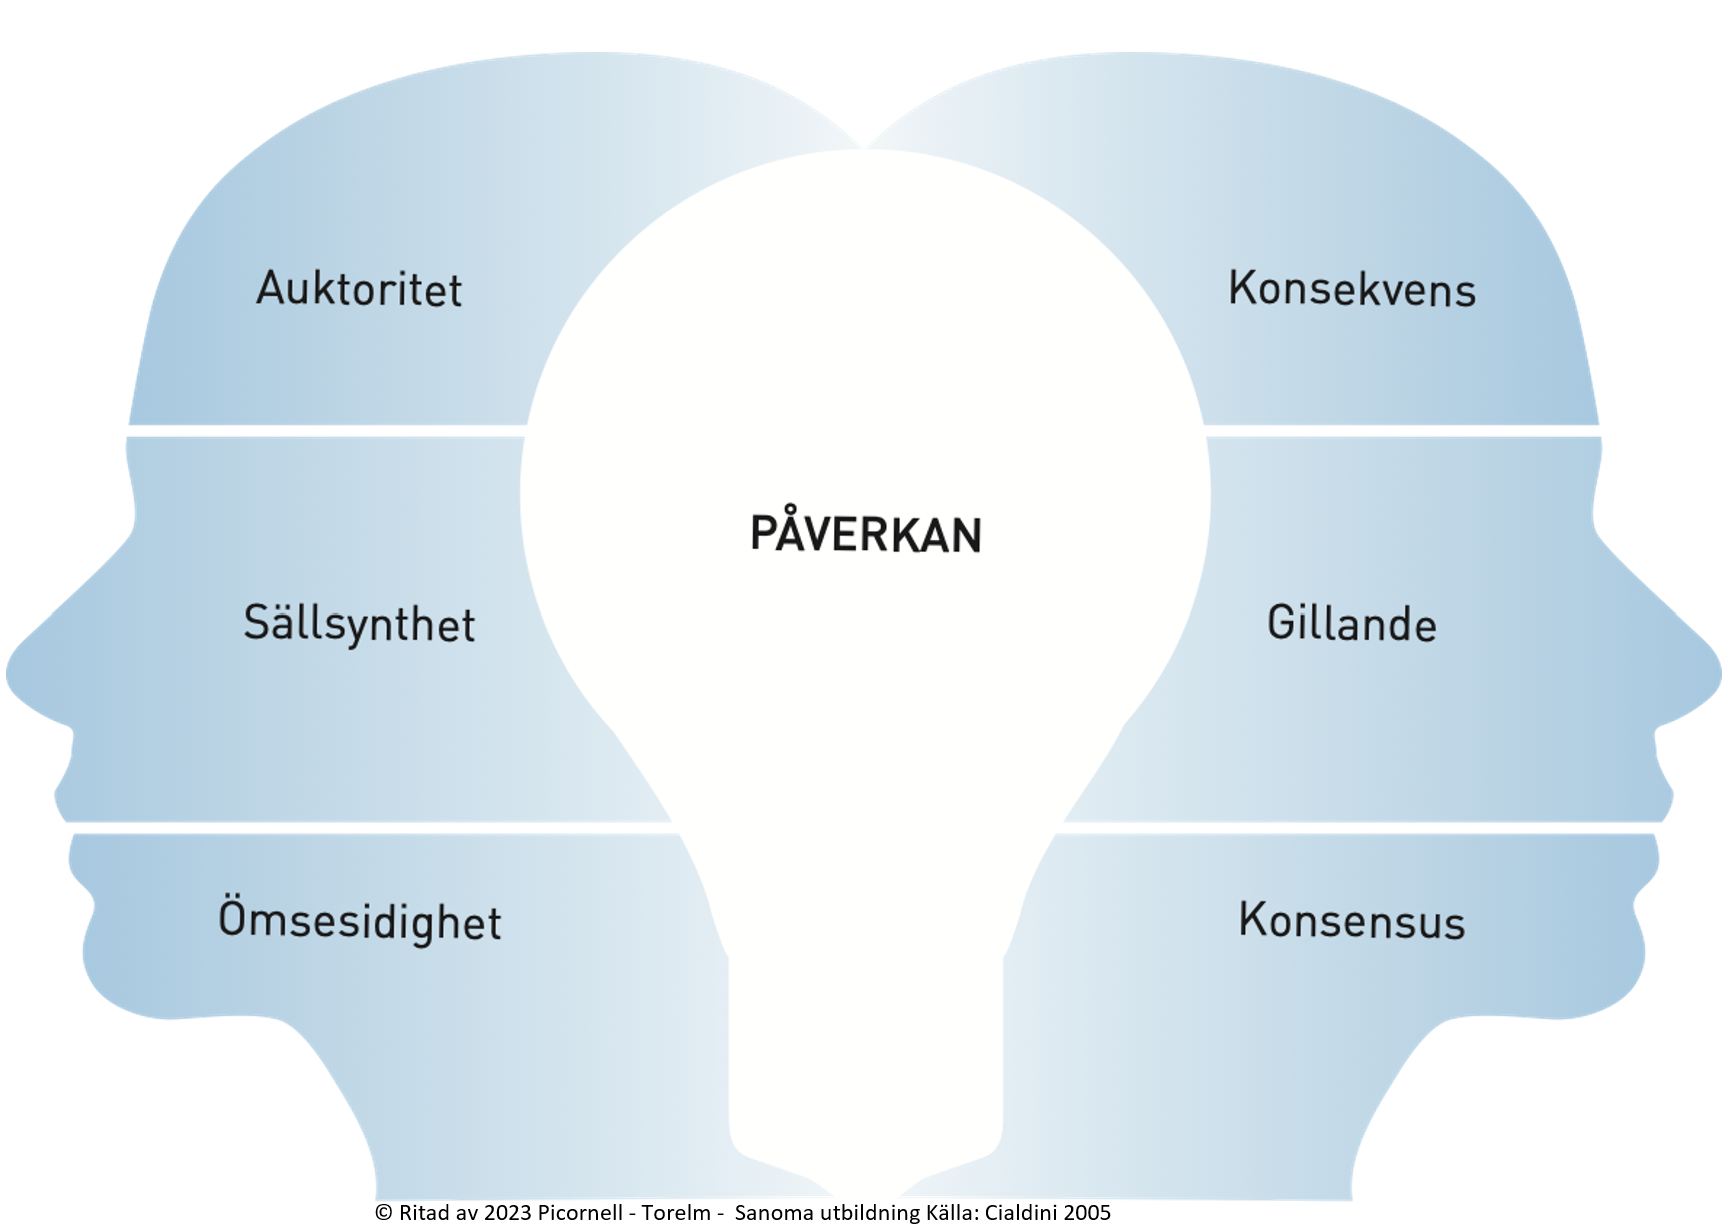 Auktoritet
Konsekvens
PÅVERKAN
Sällsynthet
Gillande
Ömsesidighet
Konsensus
© Ritad av 2023 Picornell - Torelm - Sanoma utbildning Källa: Cialdini 2005